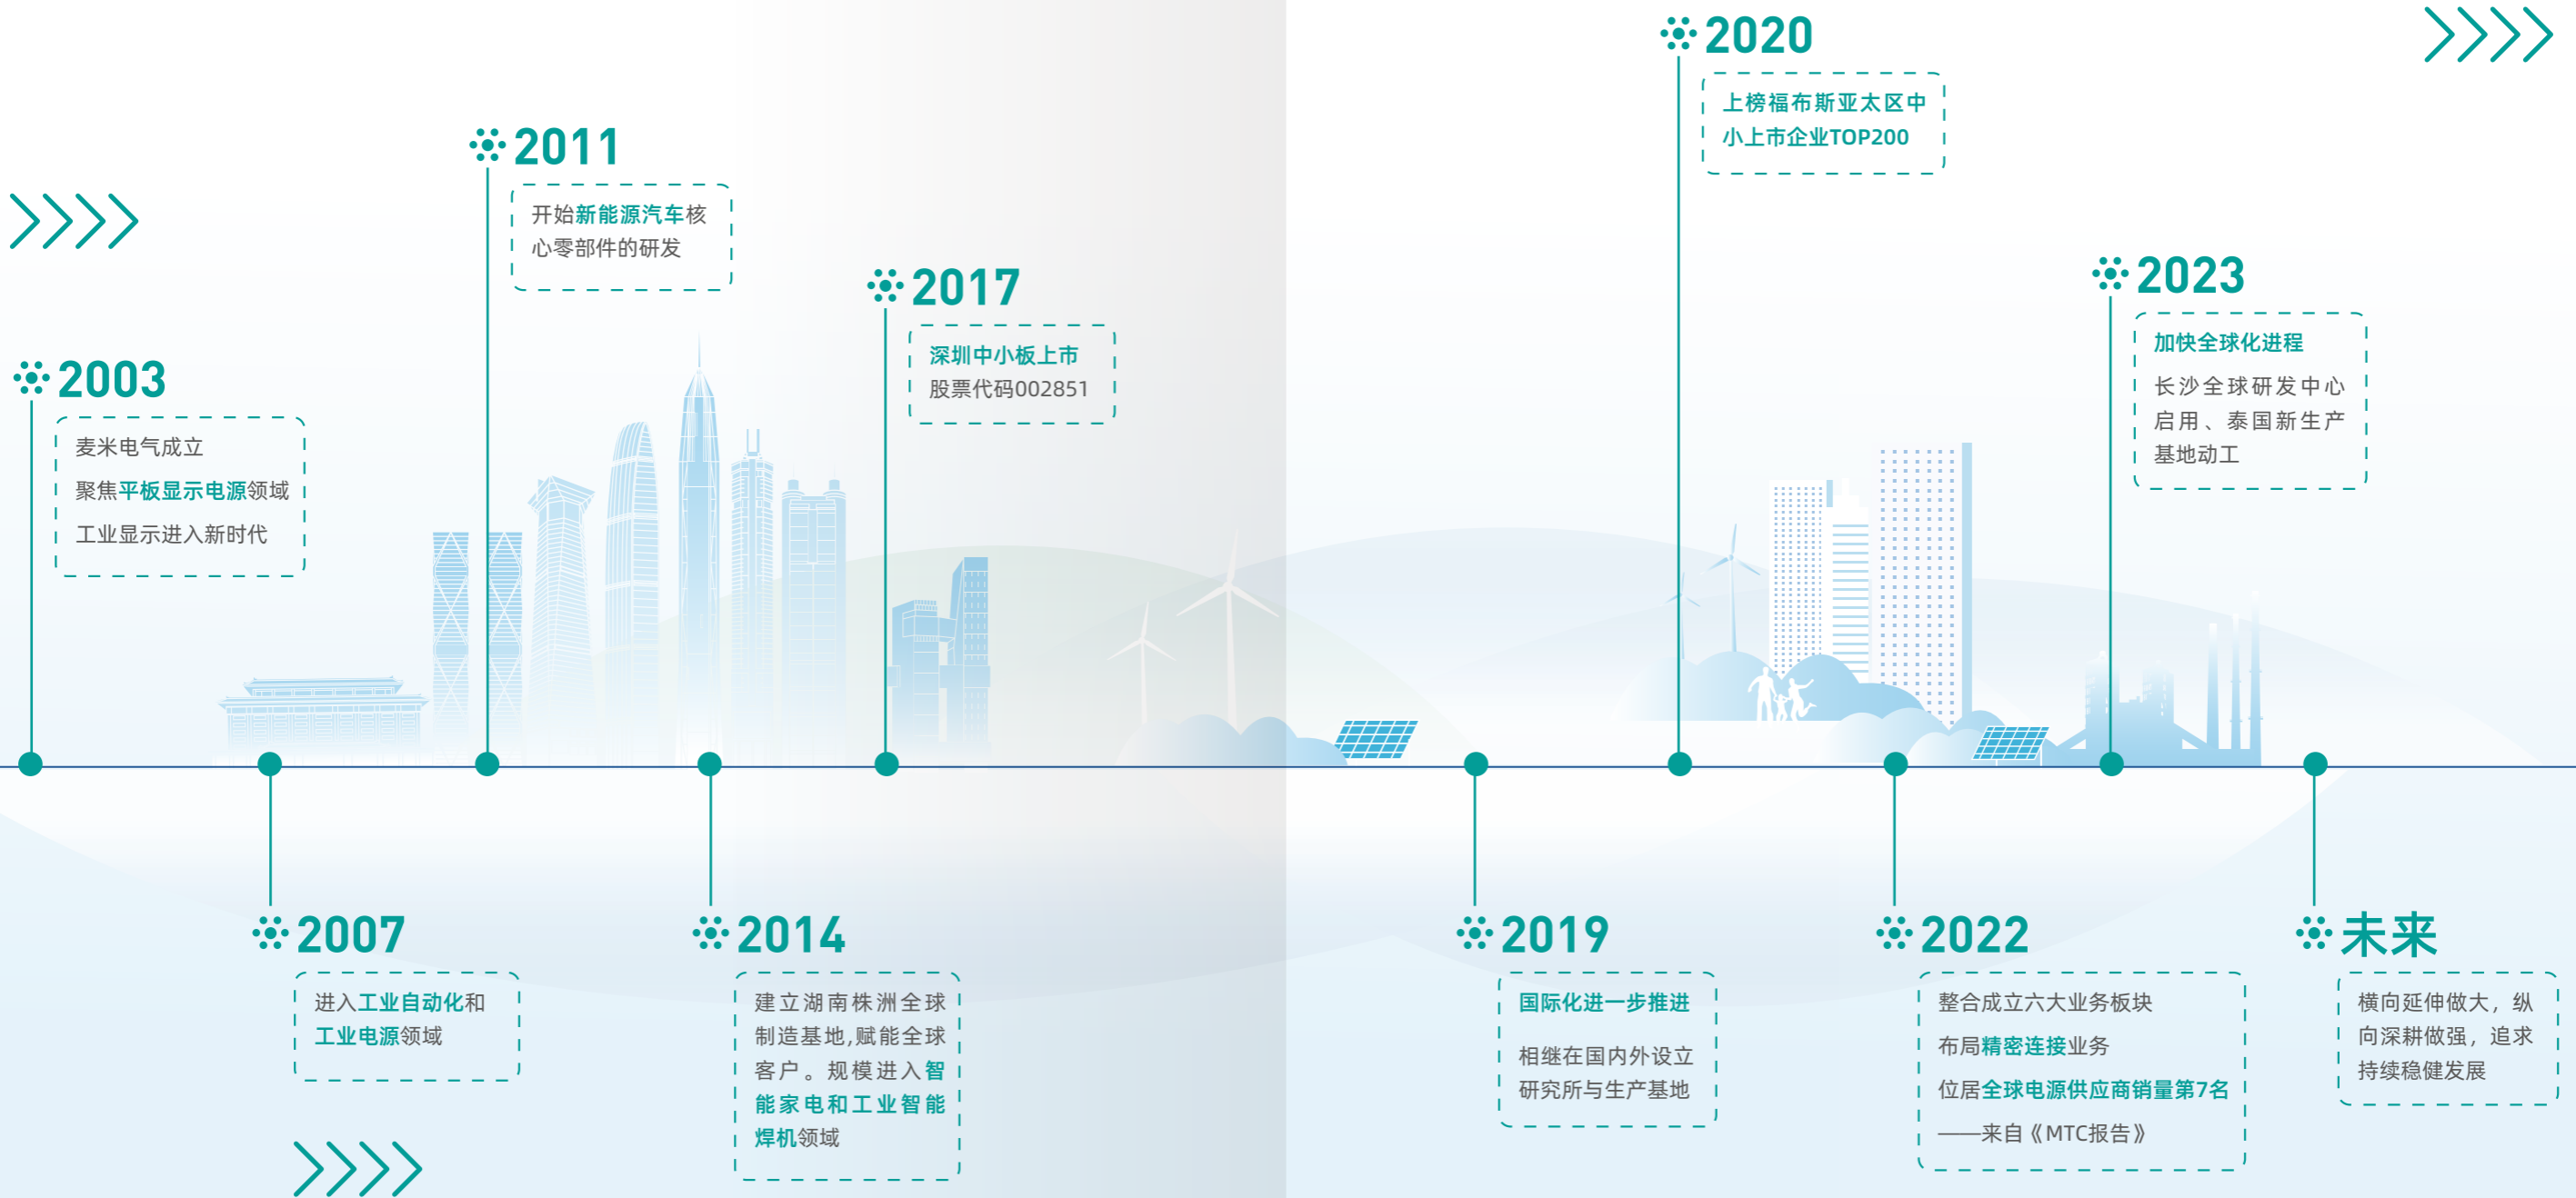 2003
麦米电气成立
聚焦平板显示电源领域
工业显示进入新时代
2007
进入工业自动化和
工业电源领域
2011
开始新能源汽车核
心零部件的研发
2014
建立湖南株洲全球
制造基地,赋能全球
客户。规模进入智
能家电和工业智能
焊机领域
2017
深圳中小板上市
股票代码002851
2019
国际化进一步推进
相继在国内外设立
研究所与生产基地
2020
上榜福布斯亚太区中
小上市企业TOP200
2022
整合成立六大业务板块
布局精密连接业务
位居全球电源供应商销量第7名
——来自《MTC报告》
2023
加快全球化进程
长沙全球研发中心
启用、泰国新生产
基地动工
未来
横向延伸做大，纵
向深耕做强，追求
持续稳健发展